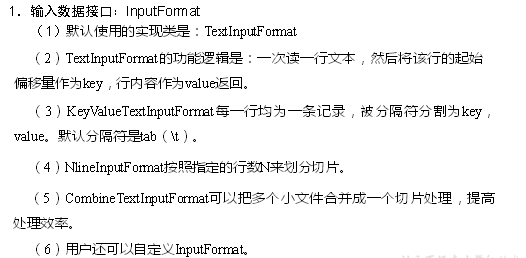 1．输入数据接口：InputFormat
（1）默认使用的实现类是：TextInputFormat
（2）TextInputFormat的功能逻辑是：一次读一行文本，然后将该行的起始
偏移量作为key，行内容作为value返回。
（3）KeyValueTextInputFormat每一行均为一条记录，被分隔符分割为key，
value。默认分隔符是tab（\t）。
（4）NlineInputFormat按照指定的行数N来划分切片。
（5）CombineTextInputFormat可以把多个小文件合并成一个切片处理，提高
处理效率。
（6）用户还可以自定义InputFormat。